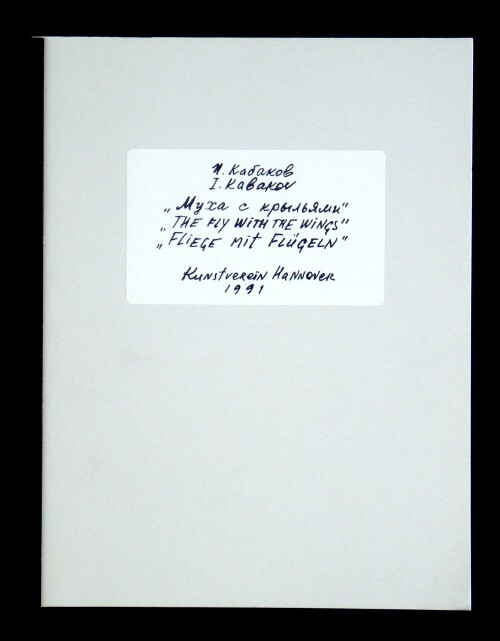 И. Кабаков
I. Kabakov
„Муха с крыльями"
„THE FLY WITH THE WINGS"
„FLIEGE MIT FLÜGELN"
Kunstverein Hannover
1991